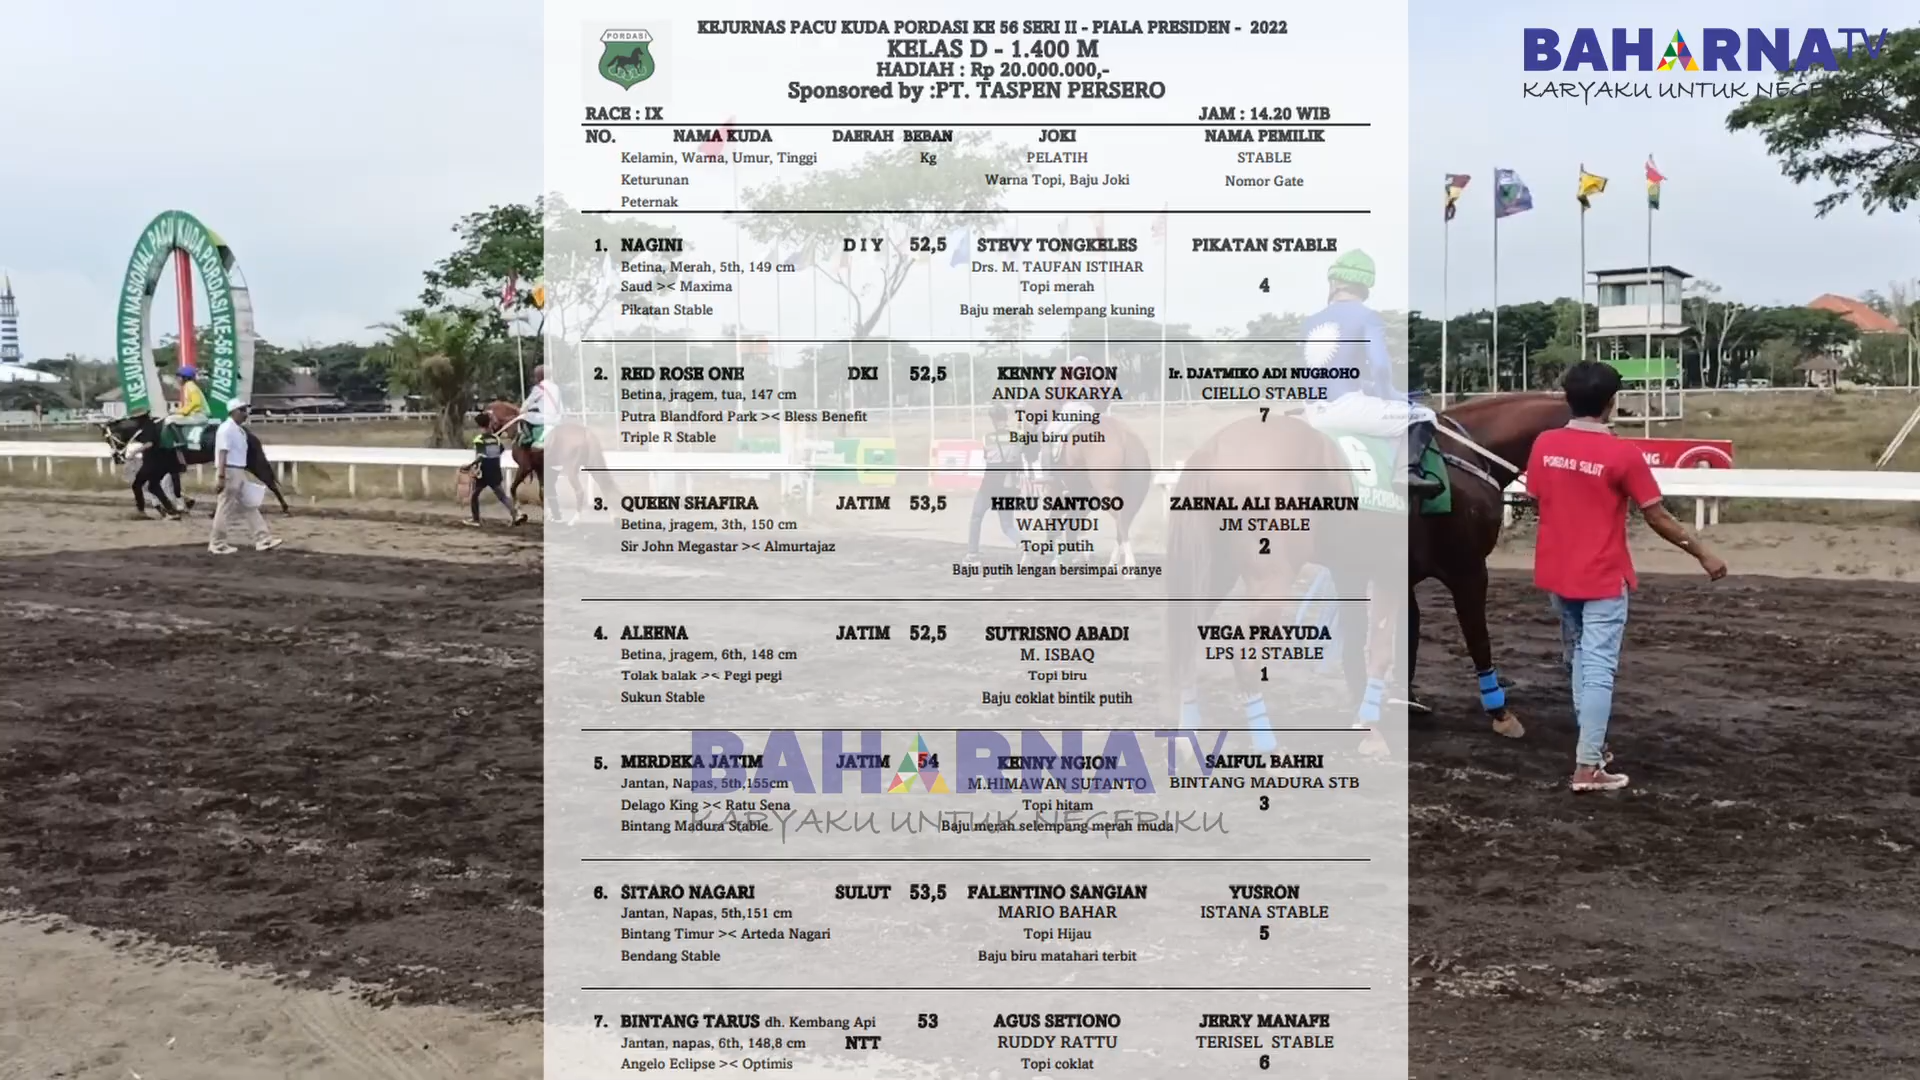 KEJURNAS PACU KUDA PORDASI KE 56 SERI II - PIALA PRESIDEN - 2022
KELAS D - 1.400 M
HADIAH : Rp 20.000.000,-
Sponsored by :PT. TASPEN PERSERO
PORDASI
BAHARNA TV
KARYAKU UNTUK NEGERIKU
RACE : IX JAM : 14.20 WIB
NO. NAMA KUDA DAERAH BEBAN JOKI NAMA PEMILIK
Kelamin, Warna, Umur, Tinggi Kg PELATIH STABLE
Keturunan Warna Topi, Baju Joki Nomor Gate
Peternak
1. NAGINI D I Y 52,5 STEVY TONGKELES PIKATAN STABLE
Betina, Merah, 5th, 149 cm Drs. M. TAUFAN ISTIHAR
Saud >< Maxima Topi merah 4
Pikatan Stable Baju merah selempang kuning
2. RED ROSE ONE DKI 52,5 KENNY NGION Ir. DJATMIKO ADI NUGROHO
Betina, jragem, tua, 147 cm ANDA SUKARYA CIELLO STABLE
Putra Blandford Park >< Bless Benefit Topi kuning 7
Triple R Stable Baju biru putih
3. QUEEN SHAFIRA JATIM 53,5 HERU SANTOSO ZAENAL ALI BAHARUN
Betina, jragem, 3th, 150 cm WAHYUDI JM STABLE
Sir John Megastar >< Almurtajaz Topi putih 2
Baju putih lengan bersimpai oranye
4. ALEENA JATIM 52,5 SUTRISNO ABADI VEGA PRAYUDA
Betina, jragem, 6th, 148 cm M. ISBAQ LPS 12 STABLE
Tolak balak >< Pegi pegi Topi biru 1
Sukun Stable Baju coklat bintik putih
5. MERDEKA JATIM JATIM 54 KENNY NGION SAIFUL BAHRI
Jantan, Napas, 5th,155cm M.HIMAWAN SUTANTO BINTANG MADURA STB
Delago King >< Ratu Sena Topi hitam 3
Bintang Madura Stable Baju merah selempang merah muda
BAHARNA TV
KARYAKU UNTUK NEGERIKU
6. SITARO NAGARI SULUT 53,5 FALENTINO SANGIAN YUSRON
Jantan, Napas, 5th,151 cm MARIO BAHAR ISTANA STABLE
Bintang Timur >< Arteda Nagari Topi Hijau 5
Bendang Stable Baju biru matahari terbit
7. BINTANG TARUS dh. Kembang Api 53 AGUS SETIONO JERRY MANAFE
Jantan, napas, 6th, 148,8 cm NTT RUDDY RATTU TERISEL STABLE
Angelo Eclipse >< Optimis Topi coklat 6
KEJUARAAN NASIONAL PACU KUDA PORDASI KE-56 SERI II
PORDASI SULUT